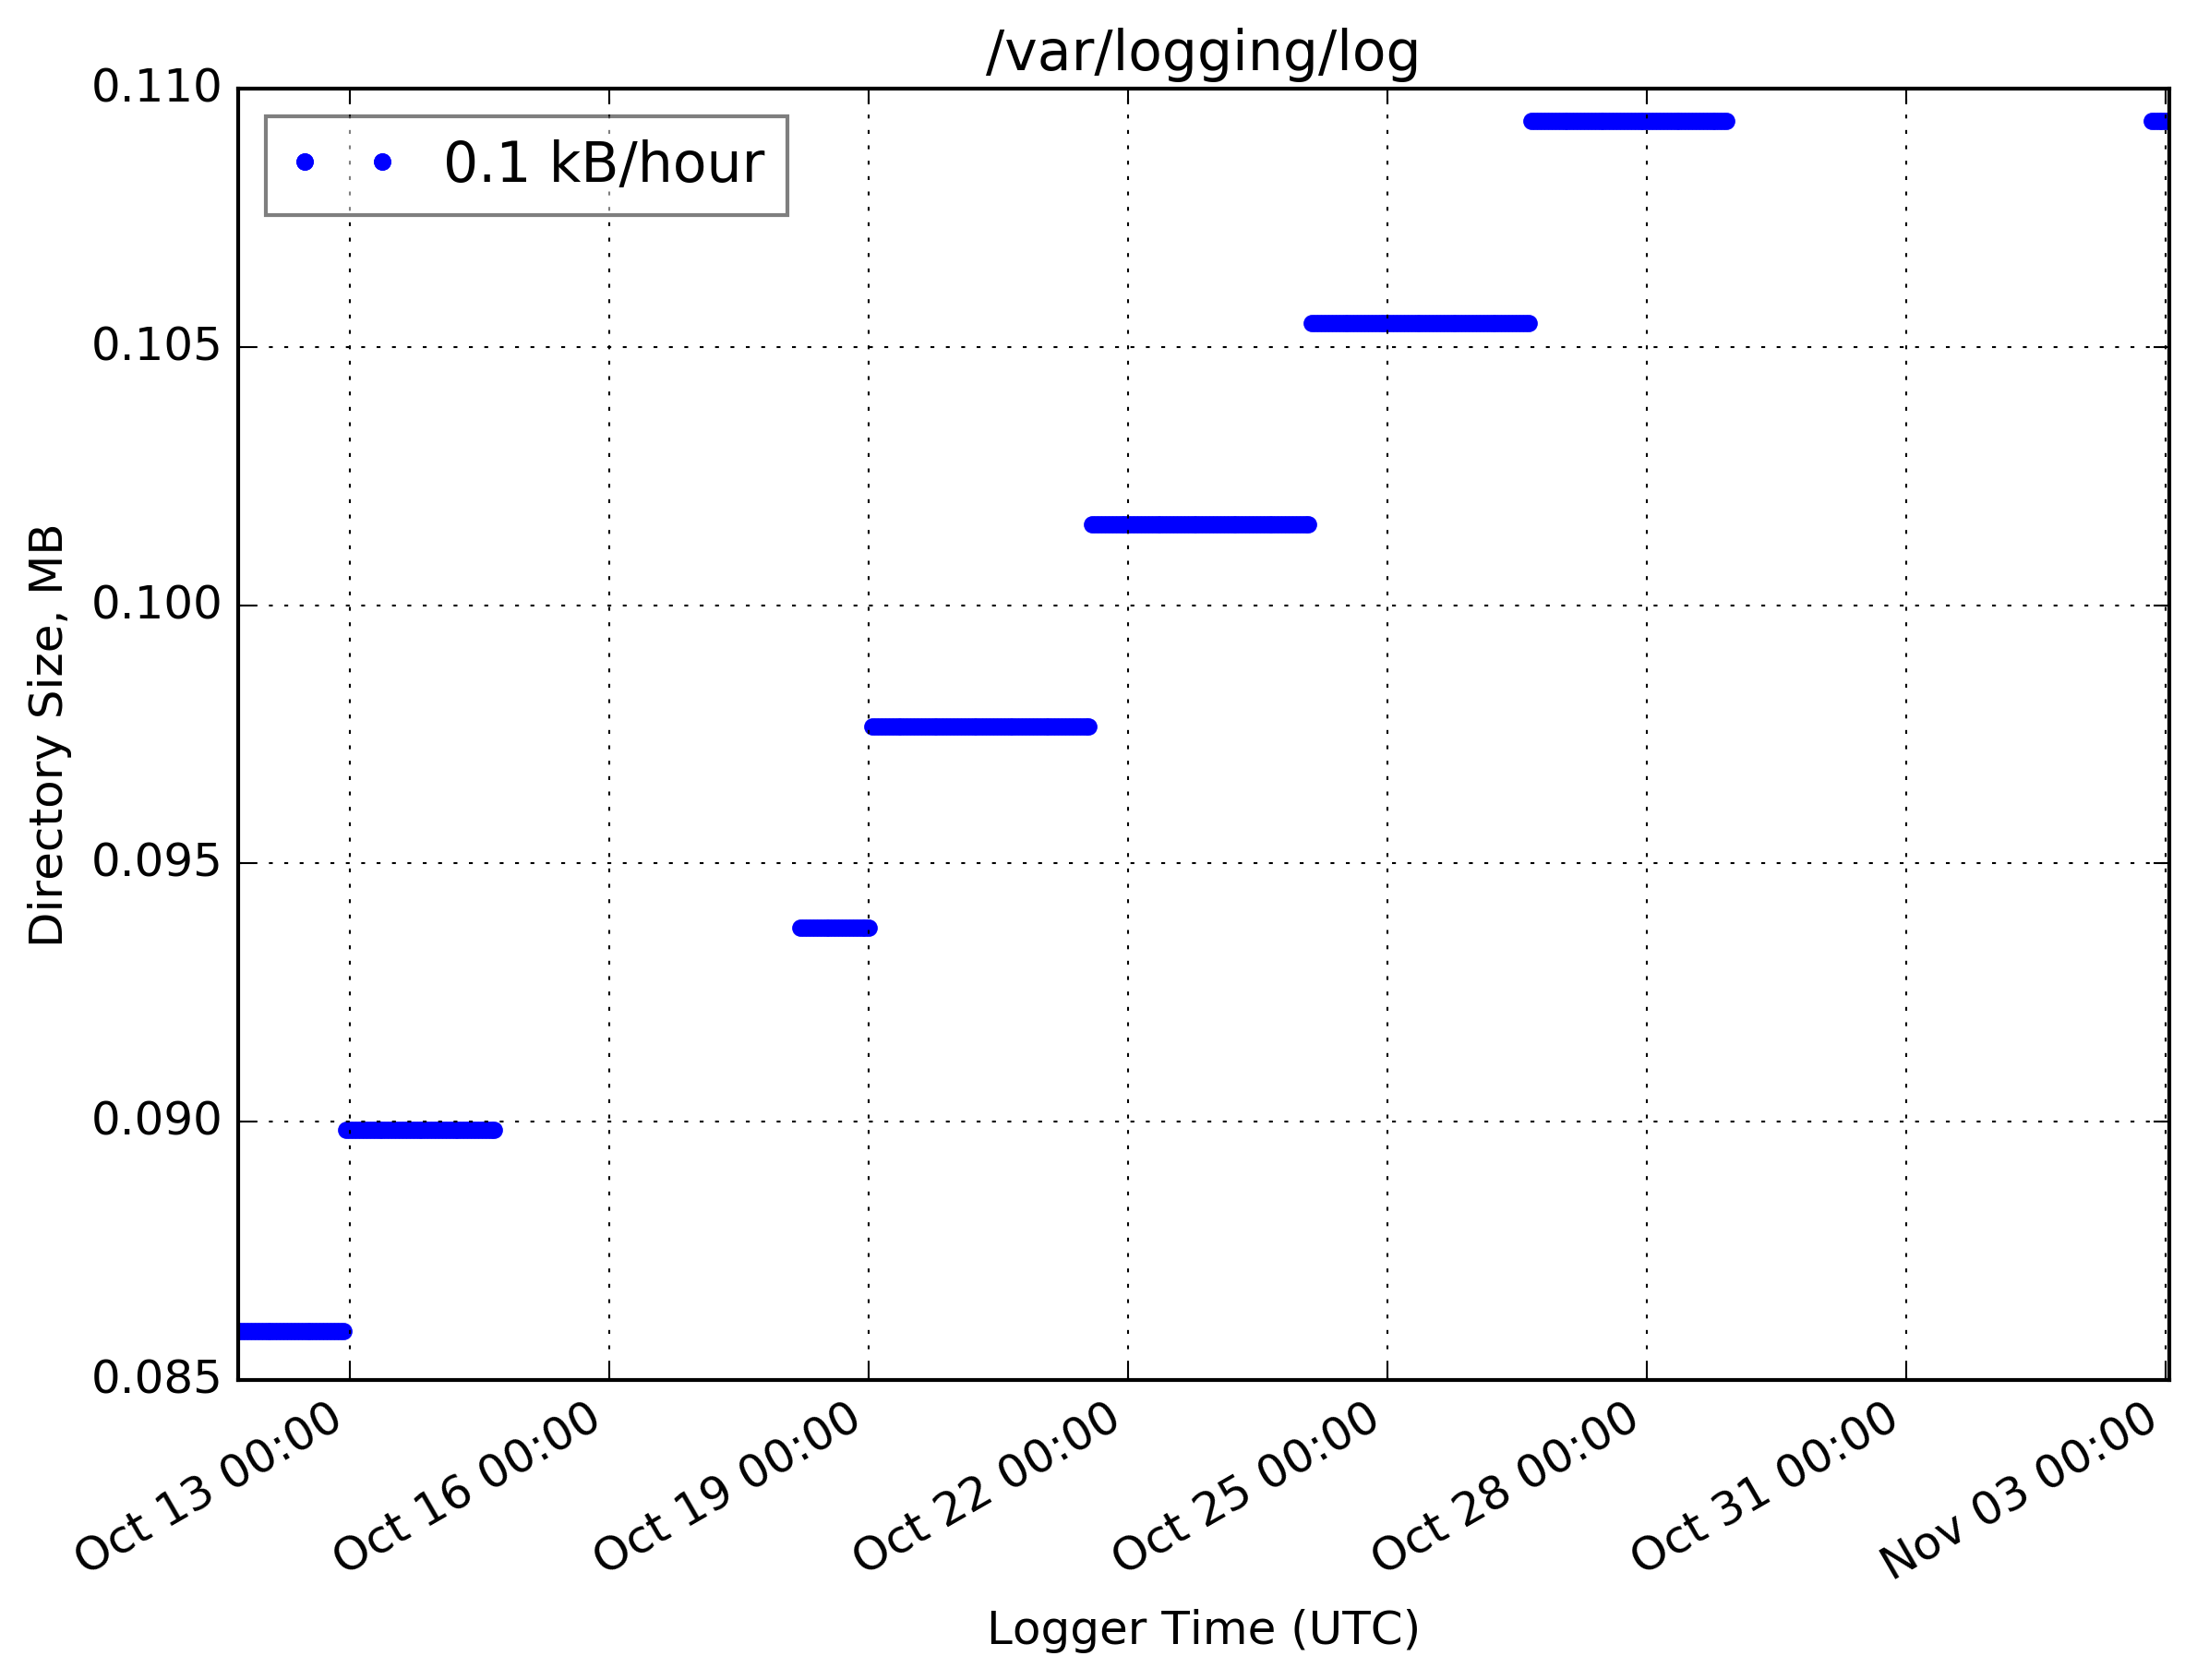 /var/logging/log
0.110
0.1 kB/hour
0.105
0.100
0.095
0.090
0.085
Directory Size, MB
Oct 13 00:00
Oct 16 00:00
Oct 19 00:00
Oct 22 00:00
Oct 25 00:00
Oct 28 00:00
Oct 31 00:00
Nov 03 00:00
Logger Time (UTC)